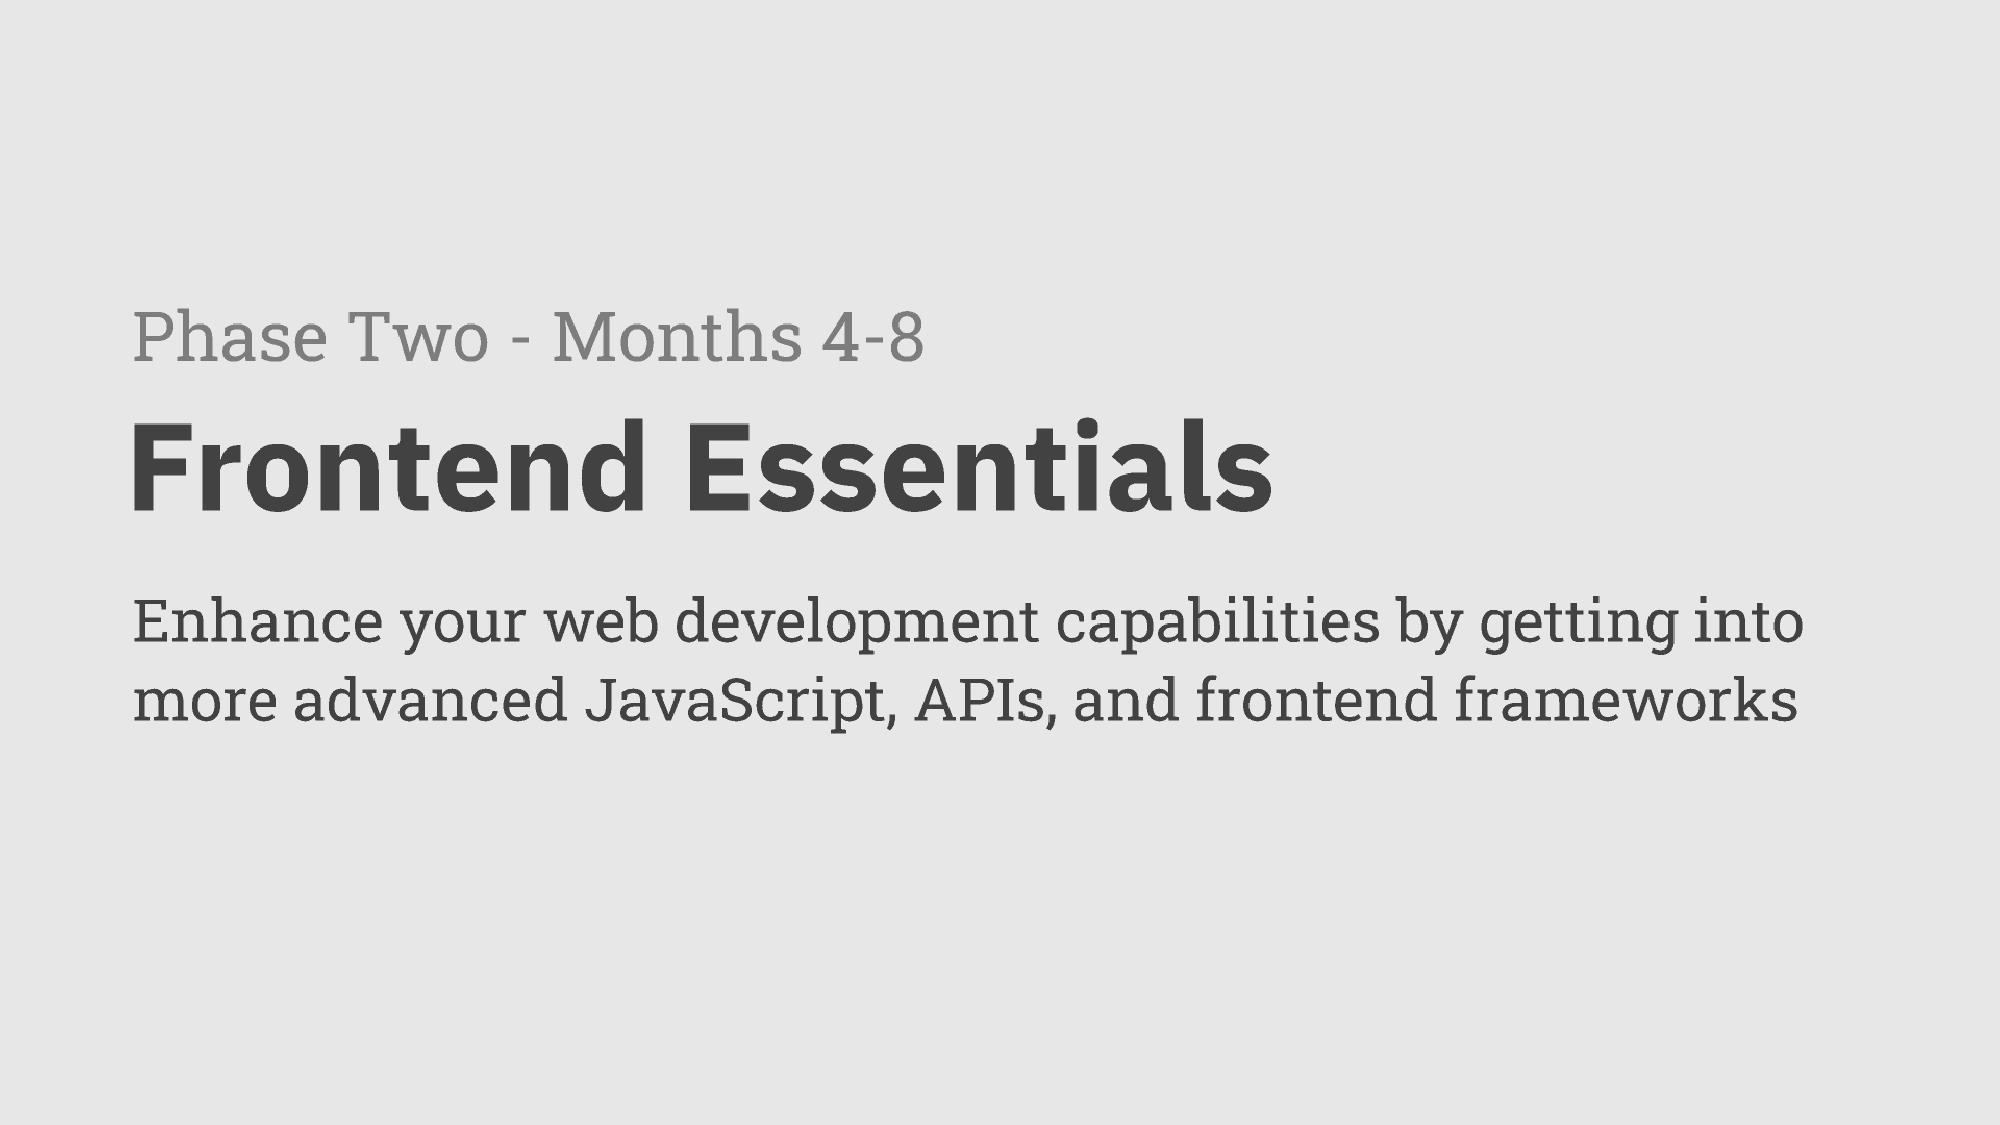 Phase Two - Months 4-8
Frontend Essentials
Enhance your web development capabilities by getting into
more advanced JavaScript, APIs, and frontend frameworks